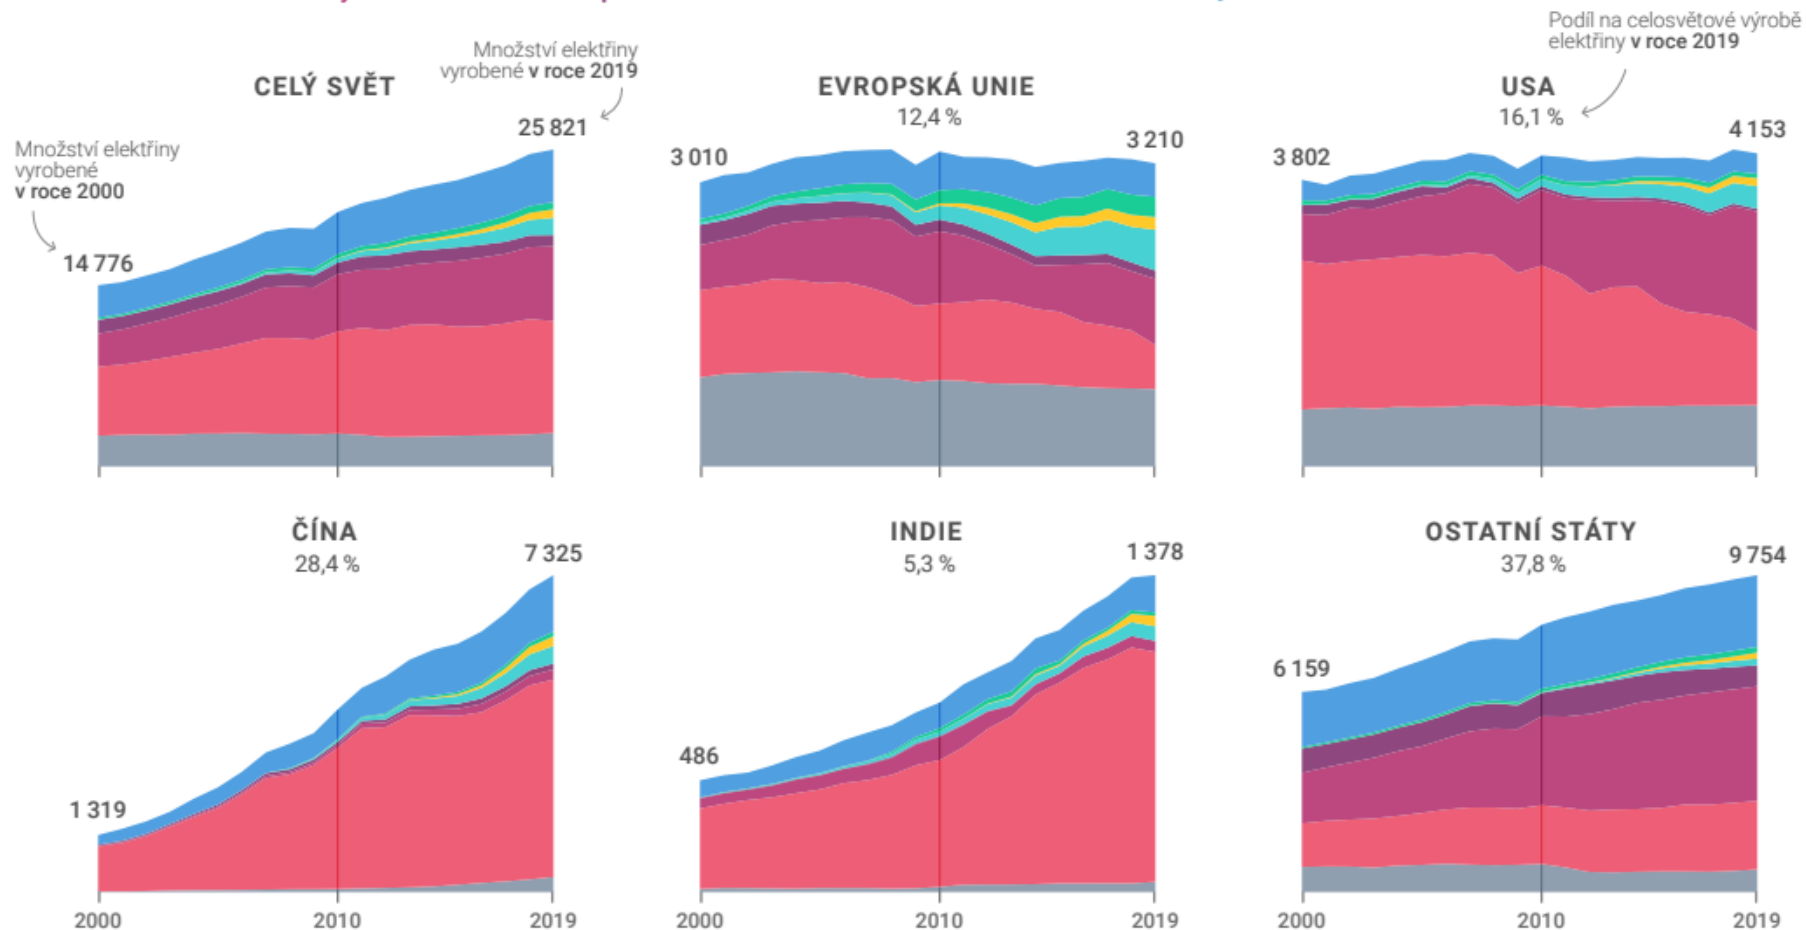 Podíl na celosvětové výrobě
elektřiny v roce 2019
Množství elektřiny
vyrobené v roce 2019
CELÝ SVĚT
EVROPSKÁ UNIE
USA
12,4 %
16,1 %
25 821
3 210
4 153
Množství elektřiny
vyrobené
v roce 2000
3 010
3 802
14 776
ČÍNA
INDIE
OSTATNÍ STÁTY
28,4 %
5,3 %
37,8 %
7 325
1 378
9 754
6 159
486
1 319
2000 2010 2019
2000 2010 2019
2000 2010 2019